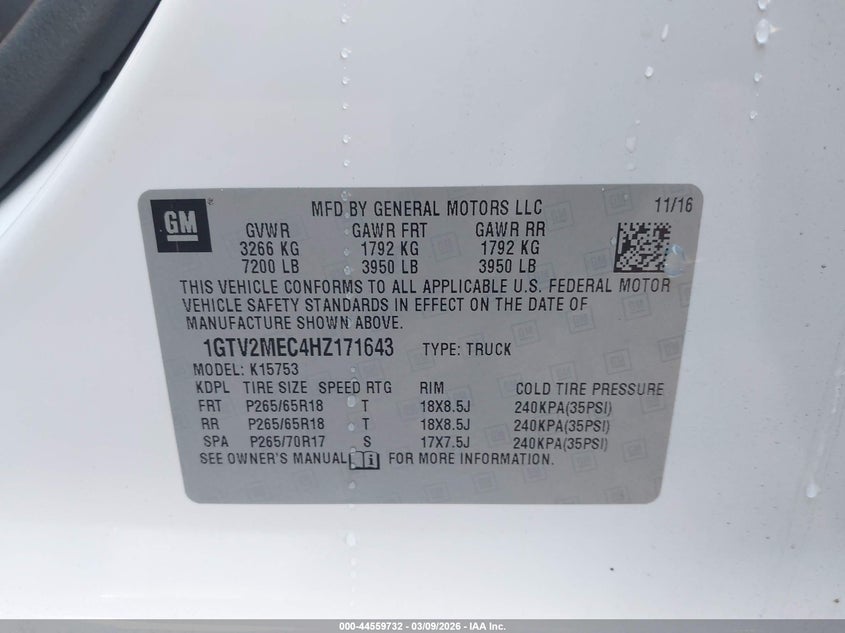 GM ®
MFD BY GENERAL MOTORS LLC 11/16
GVWR GAWR FRT GAWR RR
3266 KG 1792 KG 1792 KG
7200 LB 3950 LB 3950 LB
THIS VEHICLE CONFORMS TO ALL APPLICABLE U.S. FEDERAL MOTOR
VEHICLE SAFETY STANDARDS IN EFFECT ON THE DATE OF
MANUFACTURE SHOWN ABOVE.
1GTV2MEC4HZ171643 TYPE: TRUCK
MODEL: K15753
KDPL TIRE SIZE SPEED RTG RIM COLD TIRE PRESSURE
FRT P265/65R18 T 18X8.5J 240KPA(35PSI)
RR P265/65R18 T 18X8.5J 240KPA(35PSI)
SPA P265/70R17 S 17X7.5J 240KPA(35PSI)
SEE OWNER'S MANUAL FOR MORE INFORMATION.
000-44559732 - 03/09/2026 - IAA Inc.